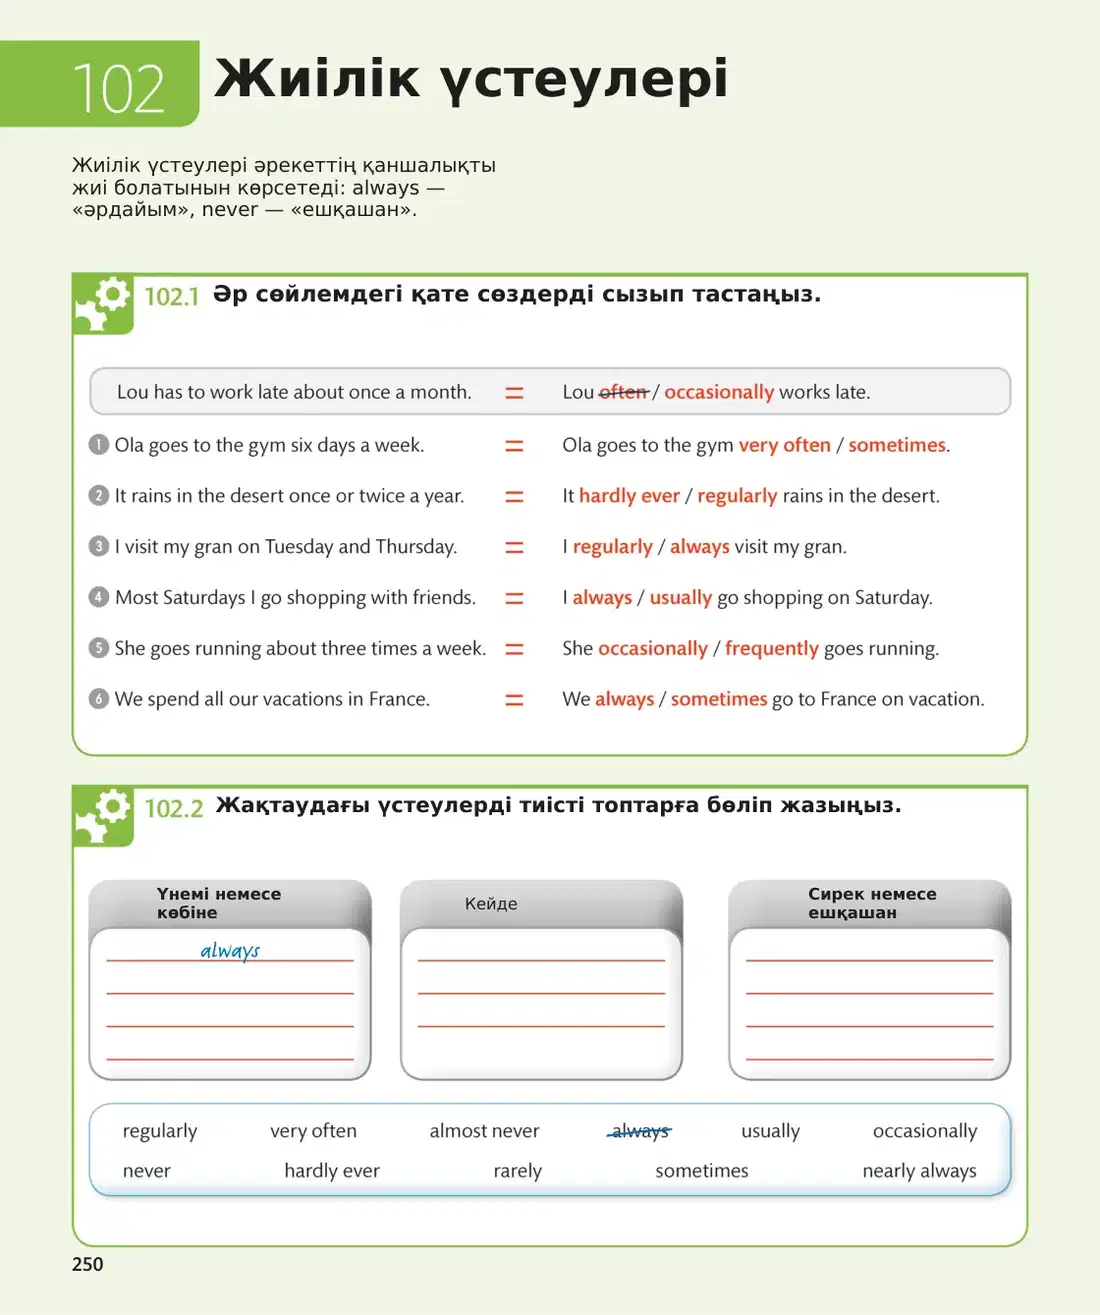 102 Жиілік үстеулері
Жиілік үстеулері әрекеттің қаншалықты
жиі болатынын көрсетеді: always —
«әрдайым», never — «ешқашан».
102.1 Әр сөйлемдегі қате сөздерді сызып тастаңыз.
Lou has to work late about once a month. = Lou often / occasionally works late.
1 Ola goes to the gym six days a week. = Ola goes to the gym very often / sometimes.
2 It rains in the desert once or twice a year. = It hardly ever / regularly rains in the desert.
3 I visit my gran on Tuesday and Thursday. = I regularly / always visit my gran.
4 Most Saturdays I go shopping with friends. = I always / usually go shopping on Saturday.
5 She goes running about three times a week. = She occasionally / frequently goes running.
6 We spend all our vacations in France. = We always / sometimes go to France on vacation.
102.2 Жақтаудағы үстеулерді тиісті топтарға бөліп жазыңыз.
Үнемі немесе
көбіне
always
Кейде
Сирек немесе
ешқашан
regularly very often almost never always usually occasionally
never hardly ever rarely sometimes nearly always
250